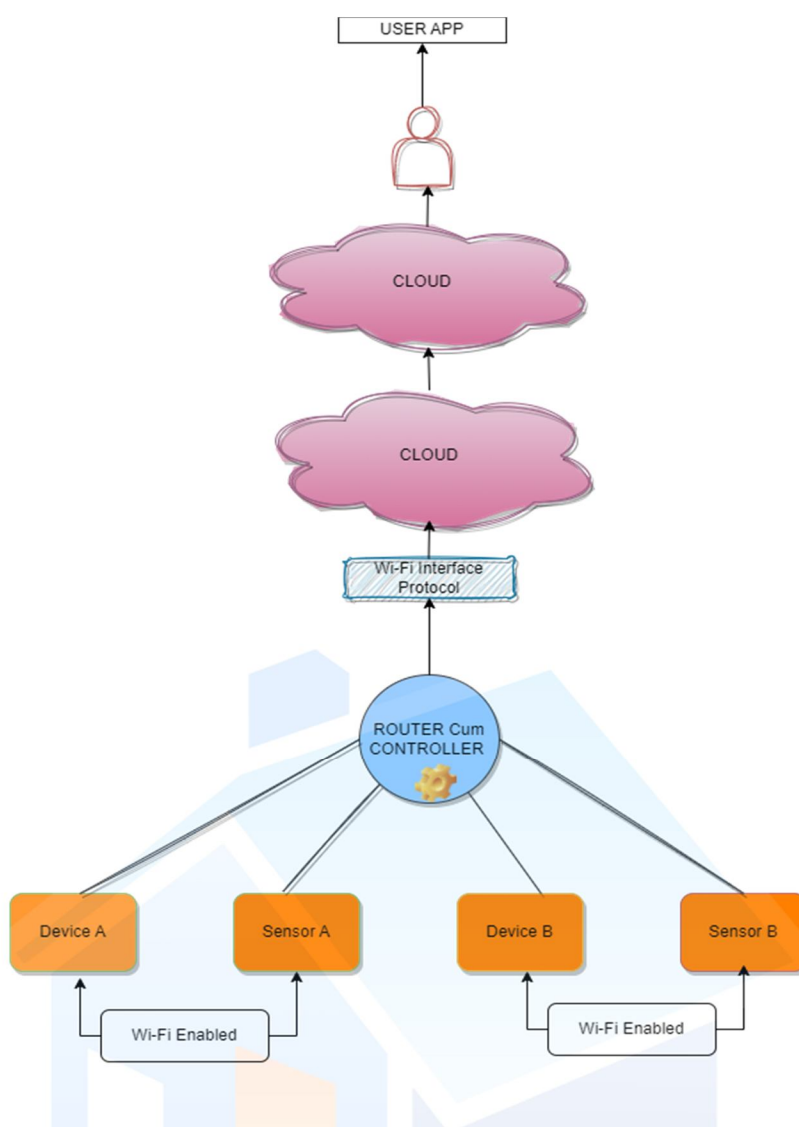 USER APP
CLOUD
CLOUD
Wi-Fi Interface
Protocol
ROUTER Cum
CONTROLLER
Device A
Sensor A
Device B
Sensor B
Wi-Fi Enabled
Wi-Fi Enabled